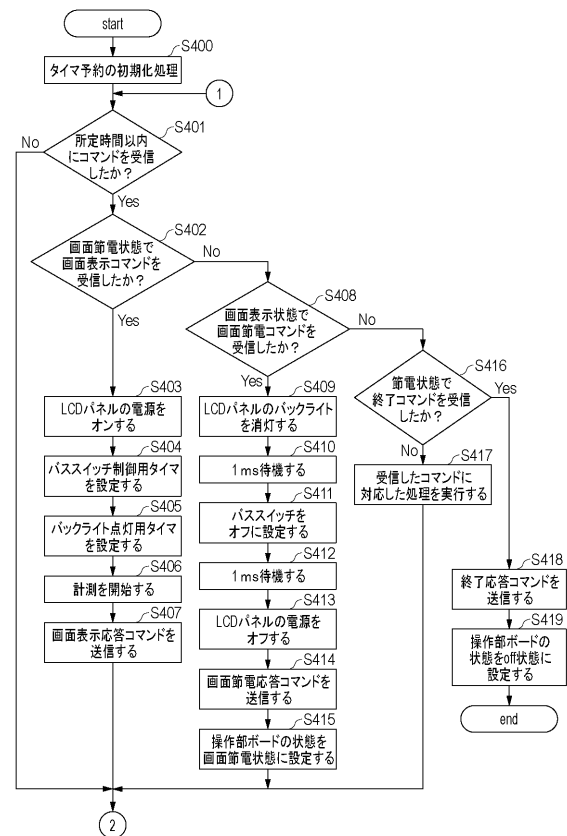 start
S400
タイマ予約の初期化処理
1
S401
所定時間以内
にコマンドを受信
したか？
No
Yes
S402
画面節電状態で
画面表示コマンドを
受信したか？
No
Yes
S408
画面表示状態で
画面節電コマンドを
受信したか？
No
Yes
S416
節電状態で
終了コマンドを受信
したか？
Yes
No
S403
LCDパネルの電源を
オンする
S404
バススイッチ制御用タイマ
を設定する
S405
バックライト点灯用タイマ
を設定する
S406
計測を開始する
S407
画面表示応答コマンドを
送信する
S409
LCDパネルのバックライト
を消灯する
S410
1ms待機する
S411
バススイッチを
オフに設定する
S412
1ms待機する
S413
LCDパネルの電源を
オフする
S414
画面節電応答コマンドを
送信する
S415
操作部ボードの状態を
画面節電状態に設定する
S417
受信したコマンドに
対応した処理を実行する
S418
終了応答コマンドを
送信する
S419
操作部ボードの
状態をoff状態に
設定する
end
2